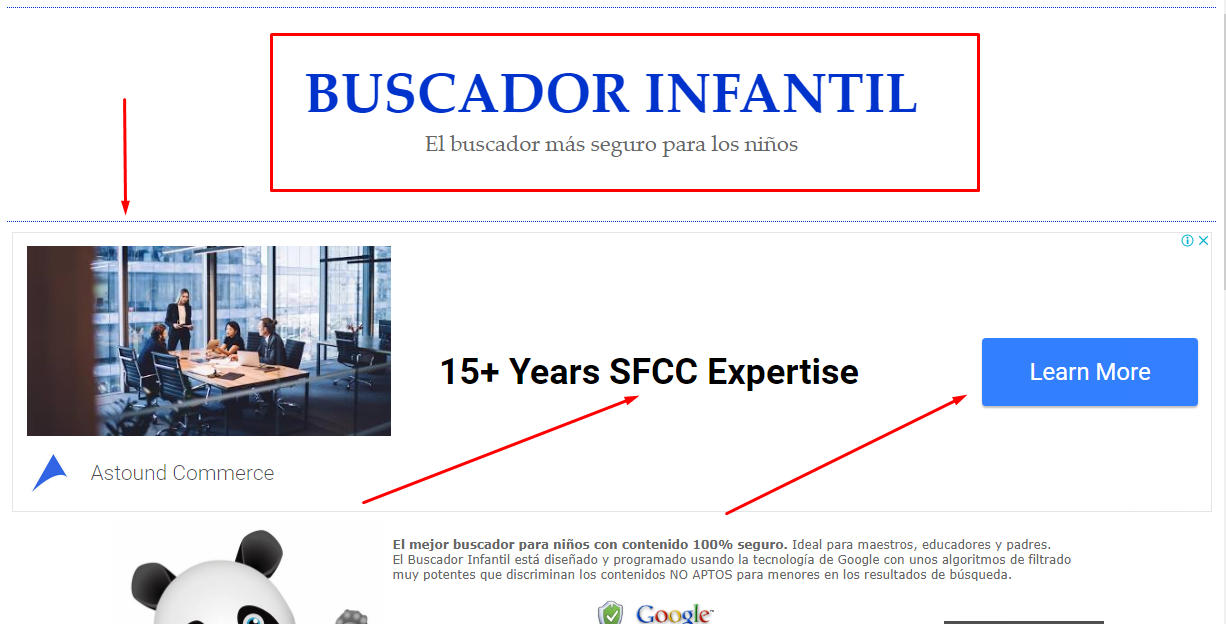 BUSCADOR INFANTIL
El buscador más seguro para los niños
15+ Years SFCC Expertise
Learn More
Astound Commerce
El mejor buscador para niños con contenido 100% seguro. Ideal para maestros, educadores y padres.
El Buscador Infantil está diseñado y programado usando la tecnología de Google con unos algoritmos de filtrado
muy potentes que discriminan los contenidos NO APTOS para menores en los resultados de búsqueda.
Google™